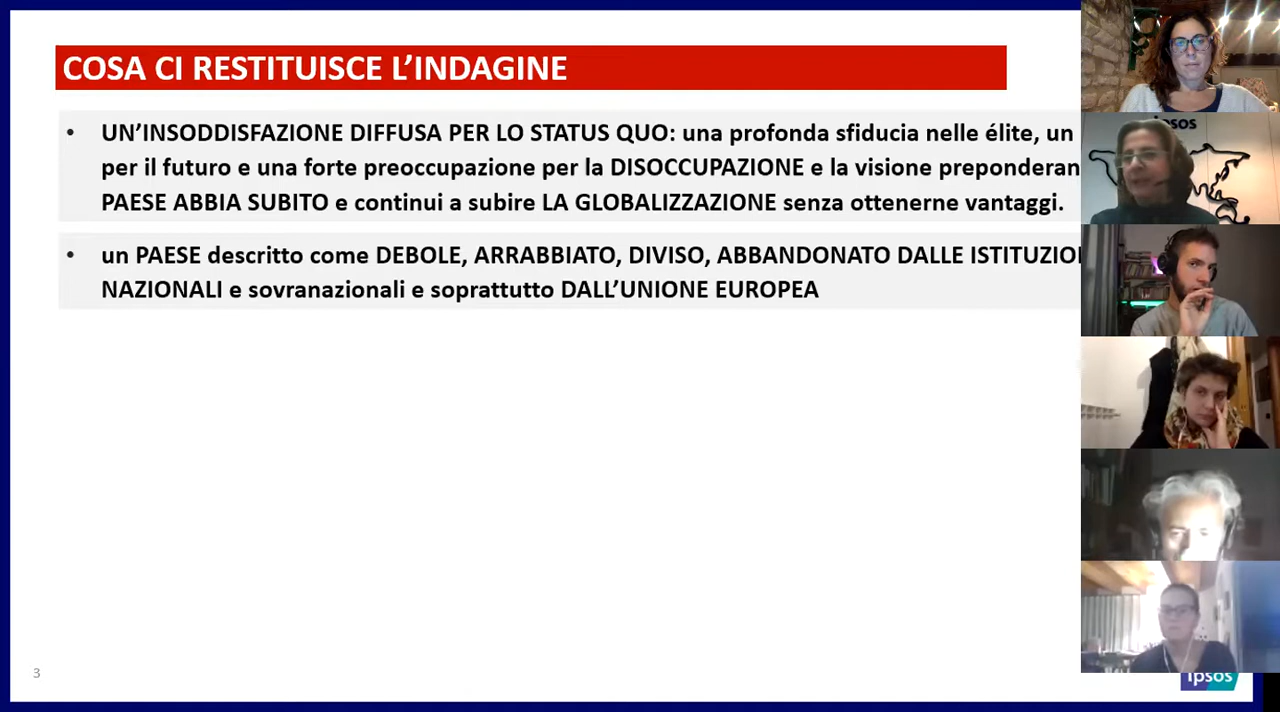 COSA CI RESTITUISCE L'INDAGINE
• UN'INSODDISFAZIONE DIFFUSA PER LO STATUS QUO: una profonda sfiducia nelle élite, un
per il futuro e una forte preoccupazione per la DISOCCUPAZIONE e la visione preponderan
PAESE ABBIA SUBITO e continui a subire LA GLOBALIZZAZIONE senza ottenerne vantaggi.
• un PAESE descritto come DEBOLE, ARRABBIATO, DIVISO, ABBANDONATO DALLE ISTITUZIO
NAZIONALI e sovranazionali e soprattutto DALL'UNIONE EUROPEA
ipsos
3
ipsos